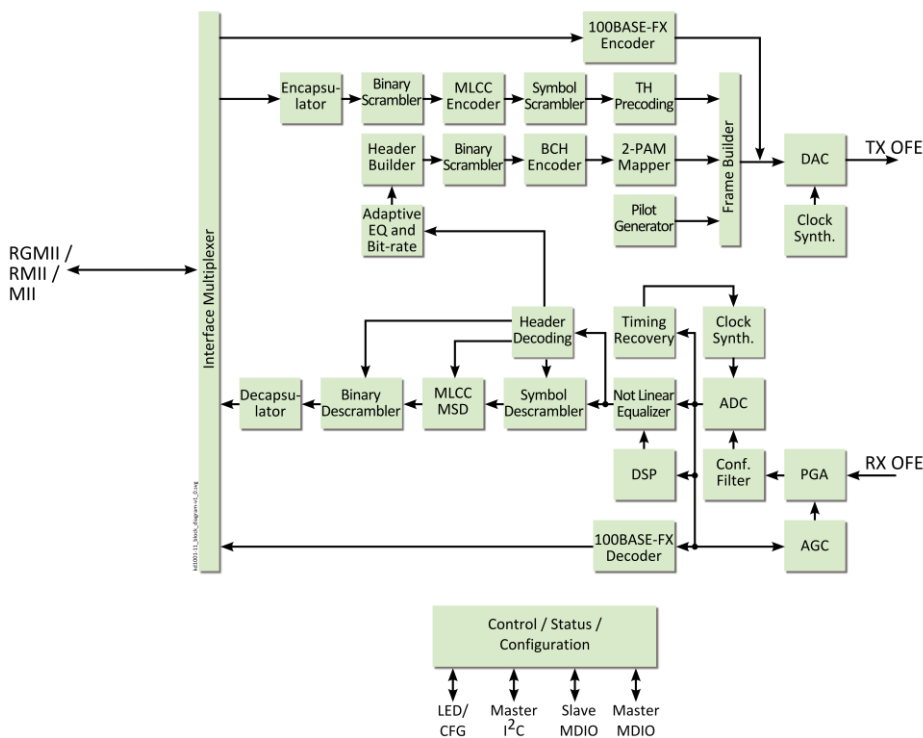 100BASE-FX
Encoder
Encapsu-
lator
Binary
Scrambler
MLCC
Encoder
Symbol
Scrambler
TH
Precoding
Header
Builder
Binary
Scrambler
BCH
Encoder
2-PAM
Mapper
Frame Builder
DAC
TX OFE
Adaptive
EQ and
Bit-rate
Pilot
Generator
Clock
Synth.
RGMII /
RMII /
MII
Interface Multiplexer
Header
Decoding
Timing
Recovery
Clock
Synth.
Decapsu-
lator
Binary
Descrambler
MLCC
MSD
Symbol
Descrambler
Not Linear
Equalizer
ADC
DSP
Conf.
Filter
PGA
RX OFE
100BASE-FX
Decoder
AGC
kd1001-11_block_diagram-v1_0.svg
Control / Status /
Configuration
LED/
CFG
Master
I2C
Slave
MDIO
Master
MDIO